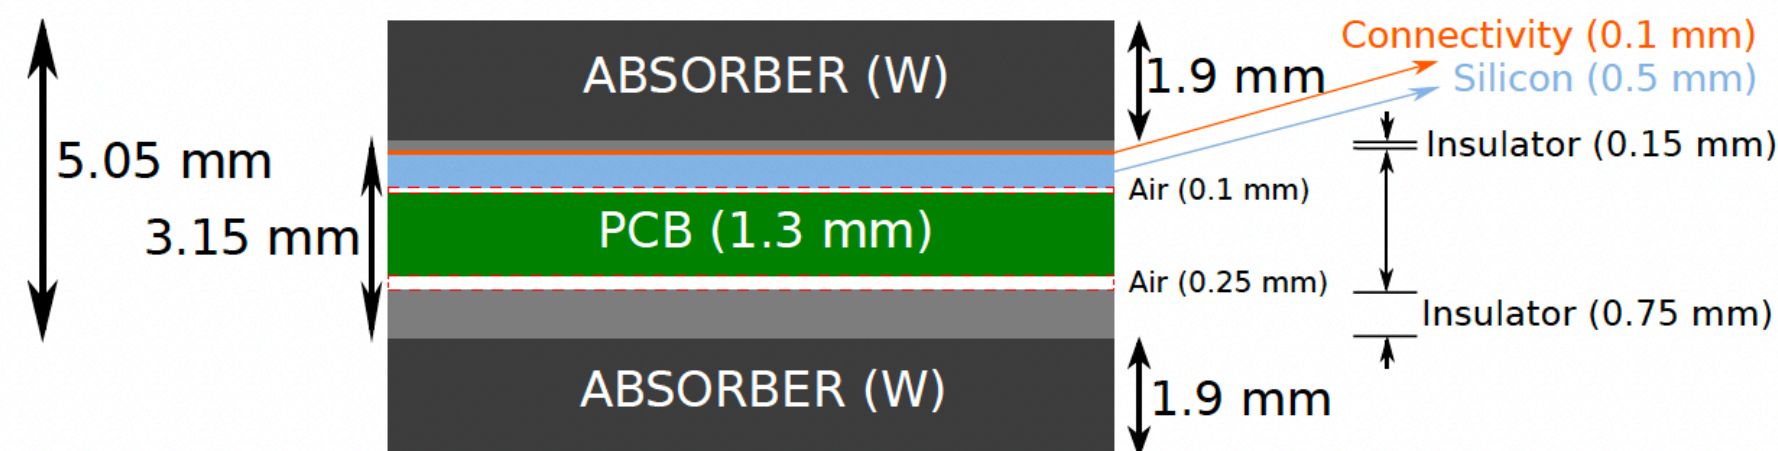 Connectivity (0.1 mm)
ABSORBER (W)
1.9 mm
Silicon (0.5 mm)
5.05 mm
Insulator (0.15 mm)
Air (0.1 mm)
3.15 mm
PCB (1.3 mm)
Air (0.25 mm)
Insulator (0.75 mm)
ABSORBER (W)
1.9 mm